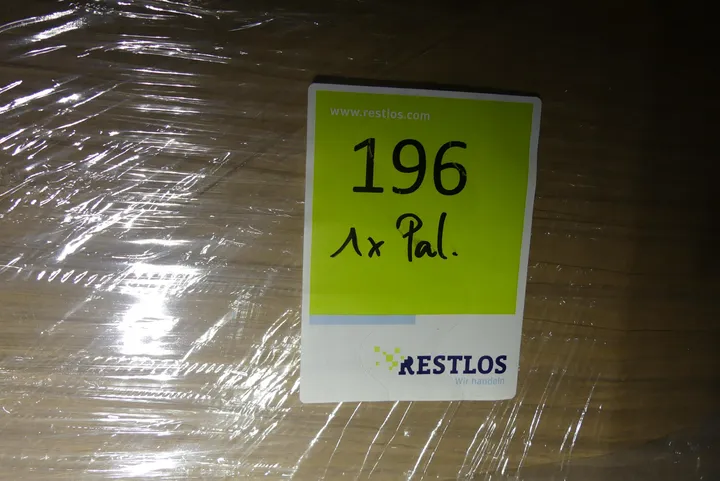 www.restlos.com
196
1x Pal.
RESTLOS
Wir handeln